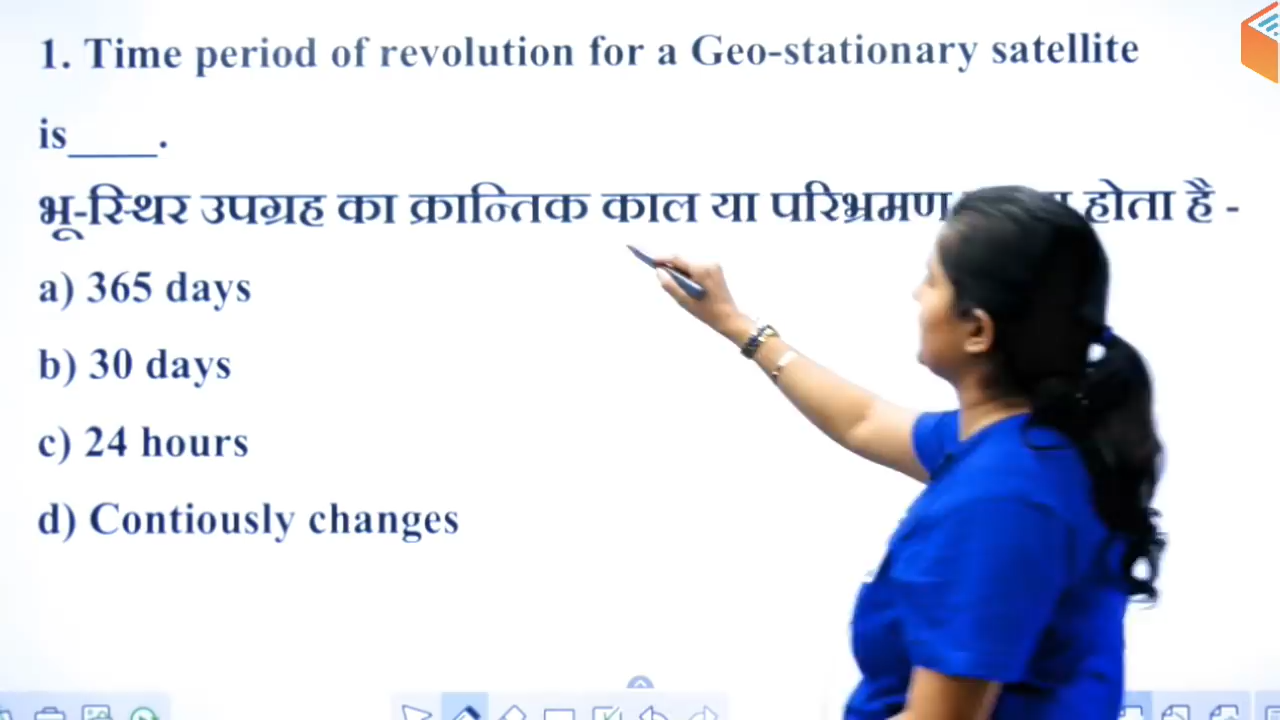 1. Time period of revolution for a Geo-stationary satellite
is____.
भू-स्थिर उपग्रह का क्रान्तिक काल या परिभ्रमण होता है -
a) 365 days
b) 30 days
c) 24 hours
d) Contiously changes